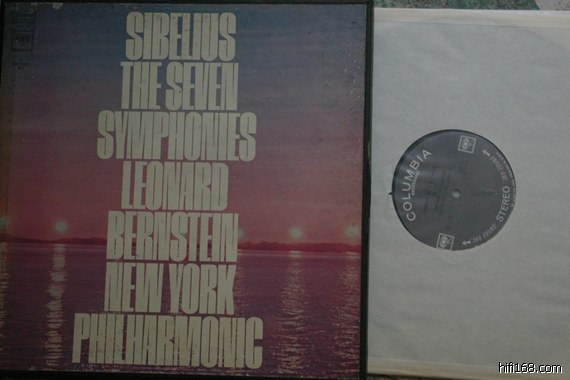 SIBELIUS
THE SEVEN
SYMPHONIES
LEONARD
BERNSTEIN
NEW YORK
PHILHARMONIC
COLUMBIA
STEREO
hifi168.com